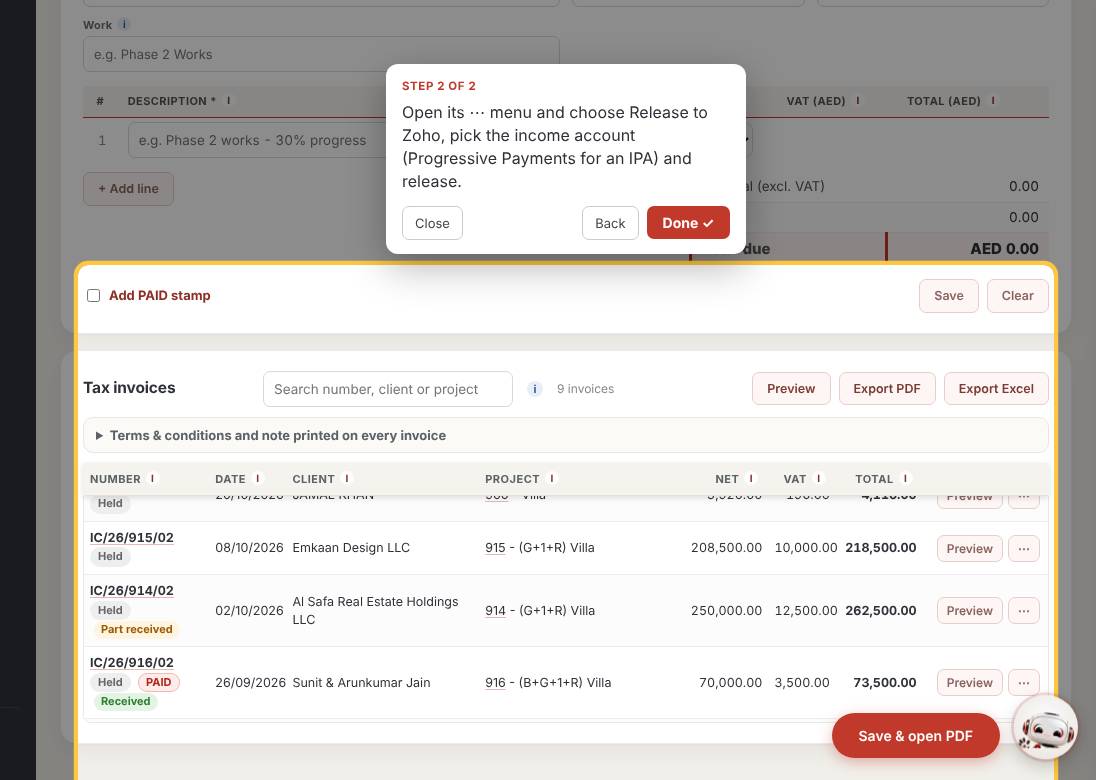 Work i
e.g. Phase 2 Works
STEP 2 OF 2
Open its ··· menu and choose Release to
Zoho, pick the income account
(Progressive Payments for an IPA) and
release.
Close
Back
Done ✓
# DESCRIPTION * I VAT (AED) I TOTAL (AED) I
1 e.g. Phase 2 works - 30% progress
+ Add line
(excl. VAT) 0.00
0.00
due AED 0.00
Add PAID stamp
Save
Clear
Tax invoices
Search number, client or project
i
9 invoices
Preview
Export PDF
Export Excel
▶ Terms & conditions and note printed on every invoice
NUMBER I DATE I CLIENT I PROJECT I NET I VAT I TOTAL I
Held JAMAL KHAN Villa Preview ···
IC/26/915/02
Held
08/10/2026 Emkaan Design LLC 915 - (G+1+R) Villa 208,500.00 10,000.00 218,500.00 Preview ···
IC/26/914/02
Held
Part received
02/10/2026 Al Safa Real Estate Holdings
LLC
914 - (G+1+R) Villa 250,000.00 12,500.00 262,500.00 Preview ···
IC/26/916/02
Held PAID
Received
26/09/2026 Sunit & Arunkumar Jain 916 - (B+G+1+R) Villa 70,000.00 3,500.00 73,500.00 Preview ···
Save & open PDF